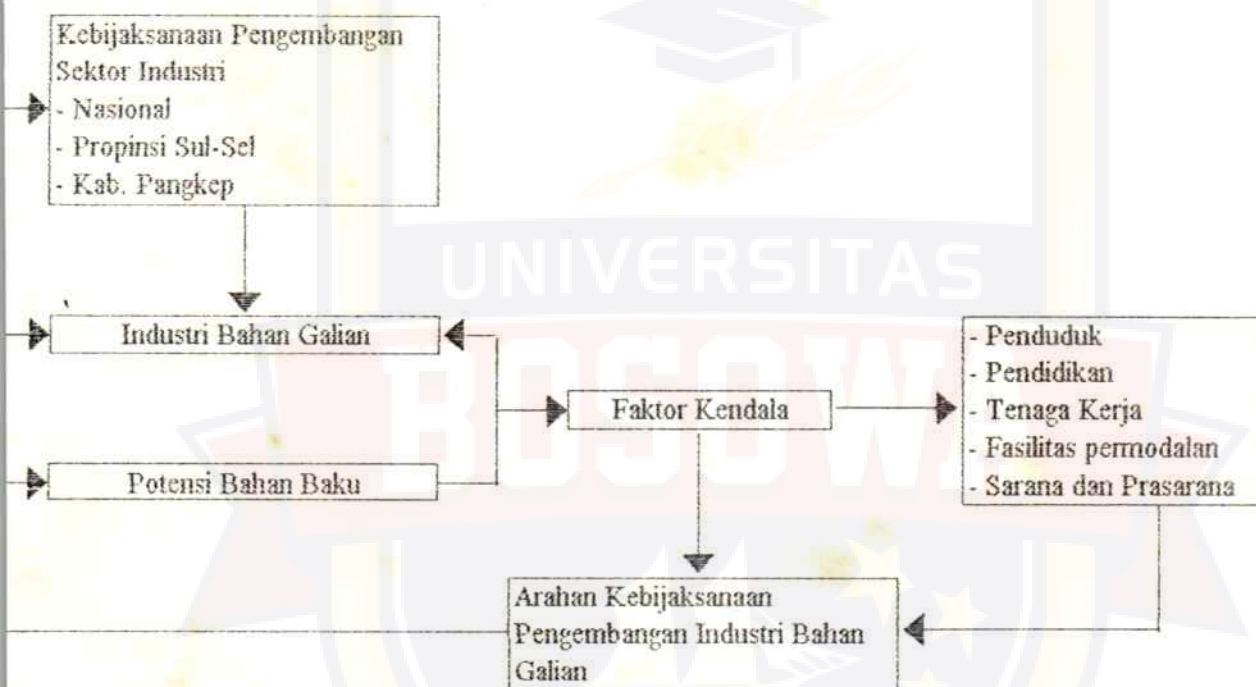 Kebijaksanaan Pengembangan
Sektor Industri
- Nasional
- Propinsi Sul-Sel
- Kab. Pangkep
UNIVERSITAS
BOSOWA
Industri Bahan Galian
Potensi Bahan Baku
Faktor Kendala
- Penduduk
- Pendidikan
- Tenaga Kerja
- Fasilitas permodalan
- Sarana dan Prasarana
Arahan Kebijaksanaan
Pengembangan Industri Bahan
Galian